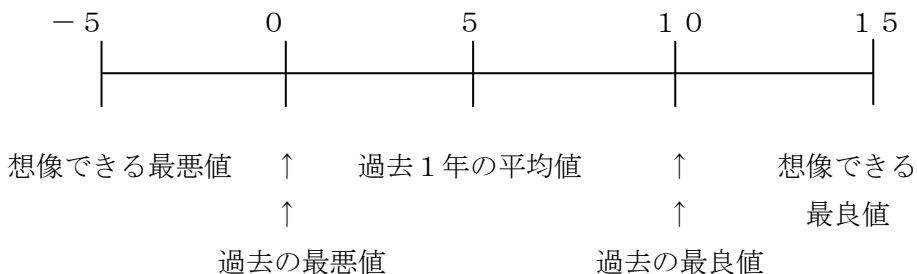 －５ ０ ５ １０ １５
想像できる最悪値 ↑ 過去１年の平均値 ↑ 想像できる
↑ ↑ 最良値
過去の最悪値 過去の最良値